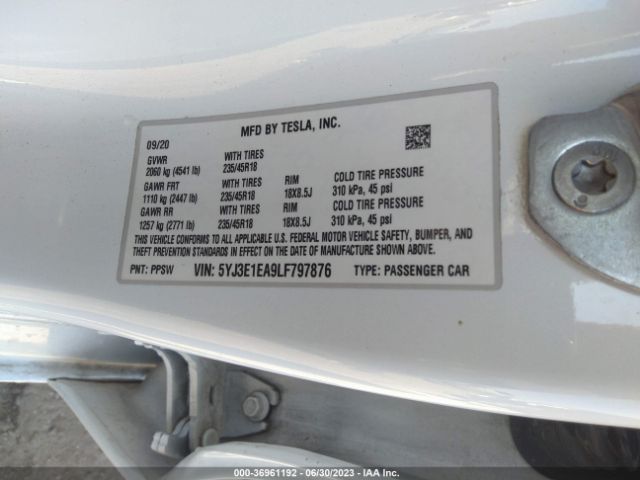 MFD BY TESLA, INC.
09/20
GVWR WITH TIRES
2060 kg (4541 lb) 235/45R18
GAWR FRT WITH TIRES RIM COLD TIRE PRESSURE
1110 kg (2447 lb) 235/45R18 18X8.5J 310 kPa, 45 psi
GAWR RR WITH TIRES RIM COLD TIRE PRESSURE
1257 kg (2771 lb) 235/45R18 18X8.5J 310 kPa, 45 psi
THIS VEHICLE CONFORMS TO ALL APPLICABLE U.S. FEDERAL MOTOR VEHICLE SAFETY, BUMPER, AND
THEFT PREVENTION STANDARDS IN EFFECT ON THE DATE OF MANUFACTURE SHOWN ABOVE.
PNT: PPSW VIN: 5YJ3E1EA9LF797876 TYPE: PASSENGER CAR
000-36961192 - 06/30/2023 - IAA Inc.